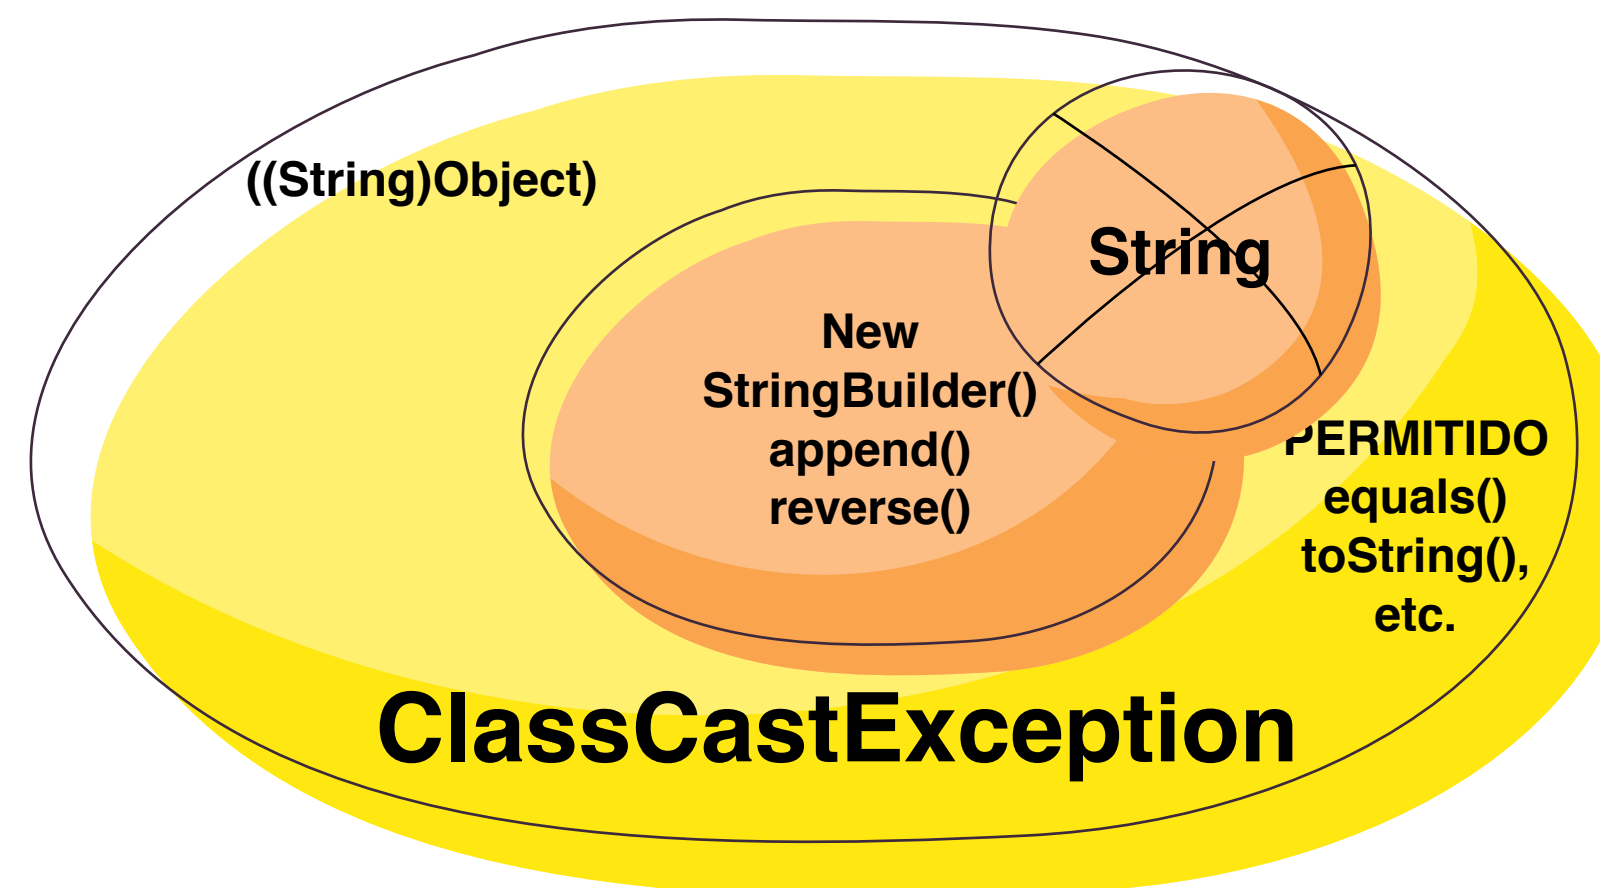 ((String)Object)
String
New
StringBuilder()
append()
reverse()
PERMITIDO
equals()
toString(),
etc.
ClassCastException